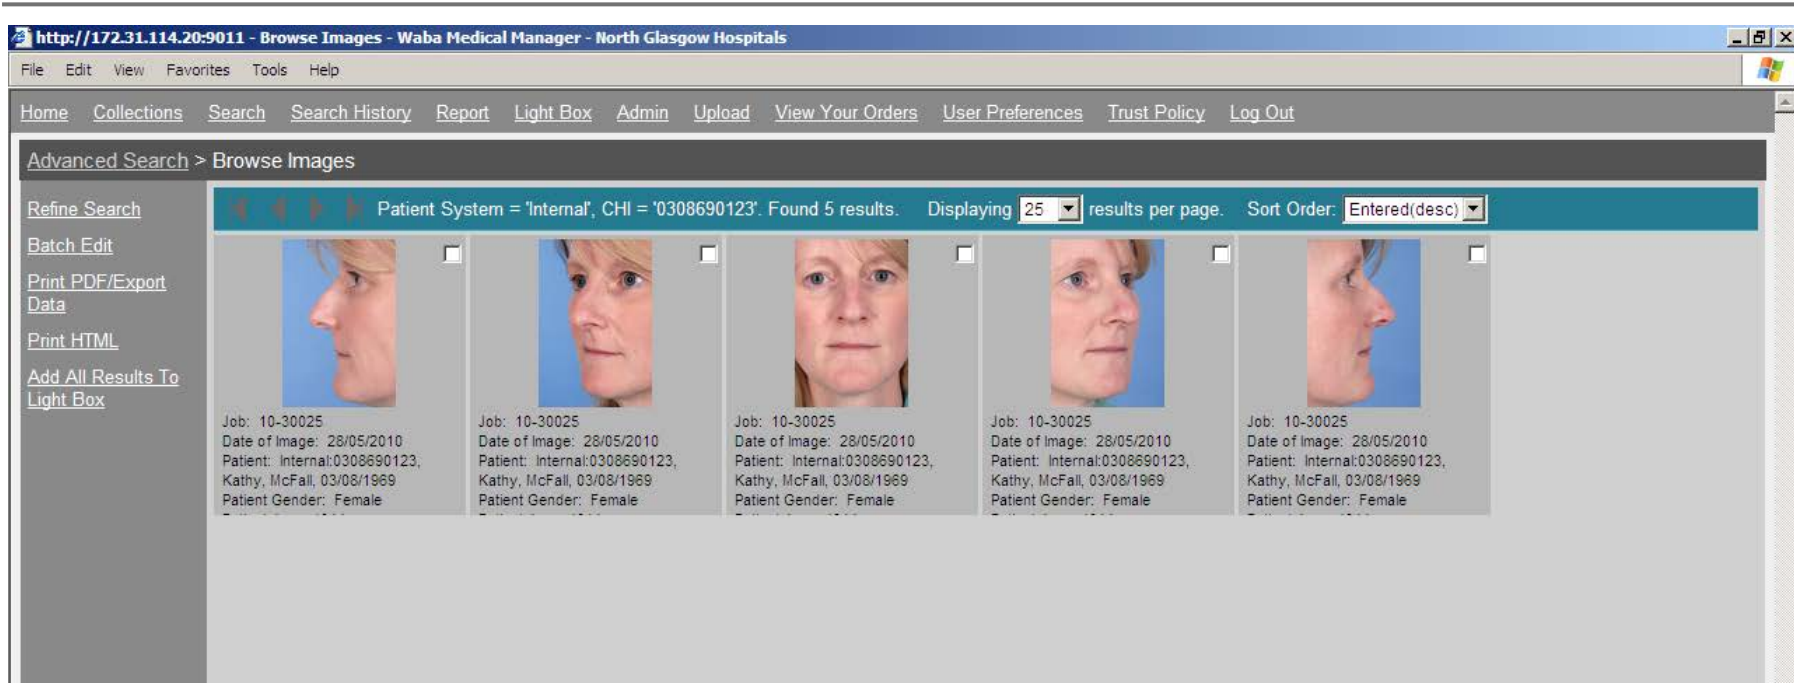 http://172.31.114.20:9011 - Browse Images - Waba Medical Manager - North Glasgow Hospitals
File Edit View Favorites Tools Help
Home Collections Search Search History Report Light Box Admin Upload View Your Orders User Preferences Trust Policy Log Out
Advanced Search > Browse Images
Refine Search
Batch Edit
Print PDF/Export
Data
Print HTML
Add All Results To
Light Box
Patient System = 'Internal', CHI = '0308690123'. Found 5 results. Displaying 25 results per page. Sort Order: Entered(desc)
Job: 10-30025
Date of Image: 28/05/2010
Patient: Internal:0308690123,
Kathy, McFall, 03/08/1969
Patient Gender: Female
Job: 10-30025
Date of Image: 28/05/2010
Patient: Internal:0308690123,
Kathy, McFall, 03/08/1969
Patient Gender: Female
Job: 10-30025
Date of Image: 28/05/2010
Patient: Internal:0308690123,
Kathy, McFall, 03/08/1969
Patient Gender: Female
Job: 10-30025
Date of Image: 28/05/2010
Patient: Internal:0308690123,
Kathy, McFall, 03/08/1969
Patient Gender: Female
Job: 10-30025
Date of Image: 28/05/2010
Patient: Internal:0308690123,
Kathy, McFall, 03/08/1969
Patient Gender: Female